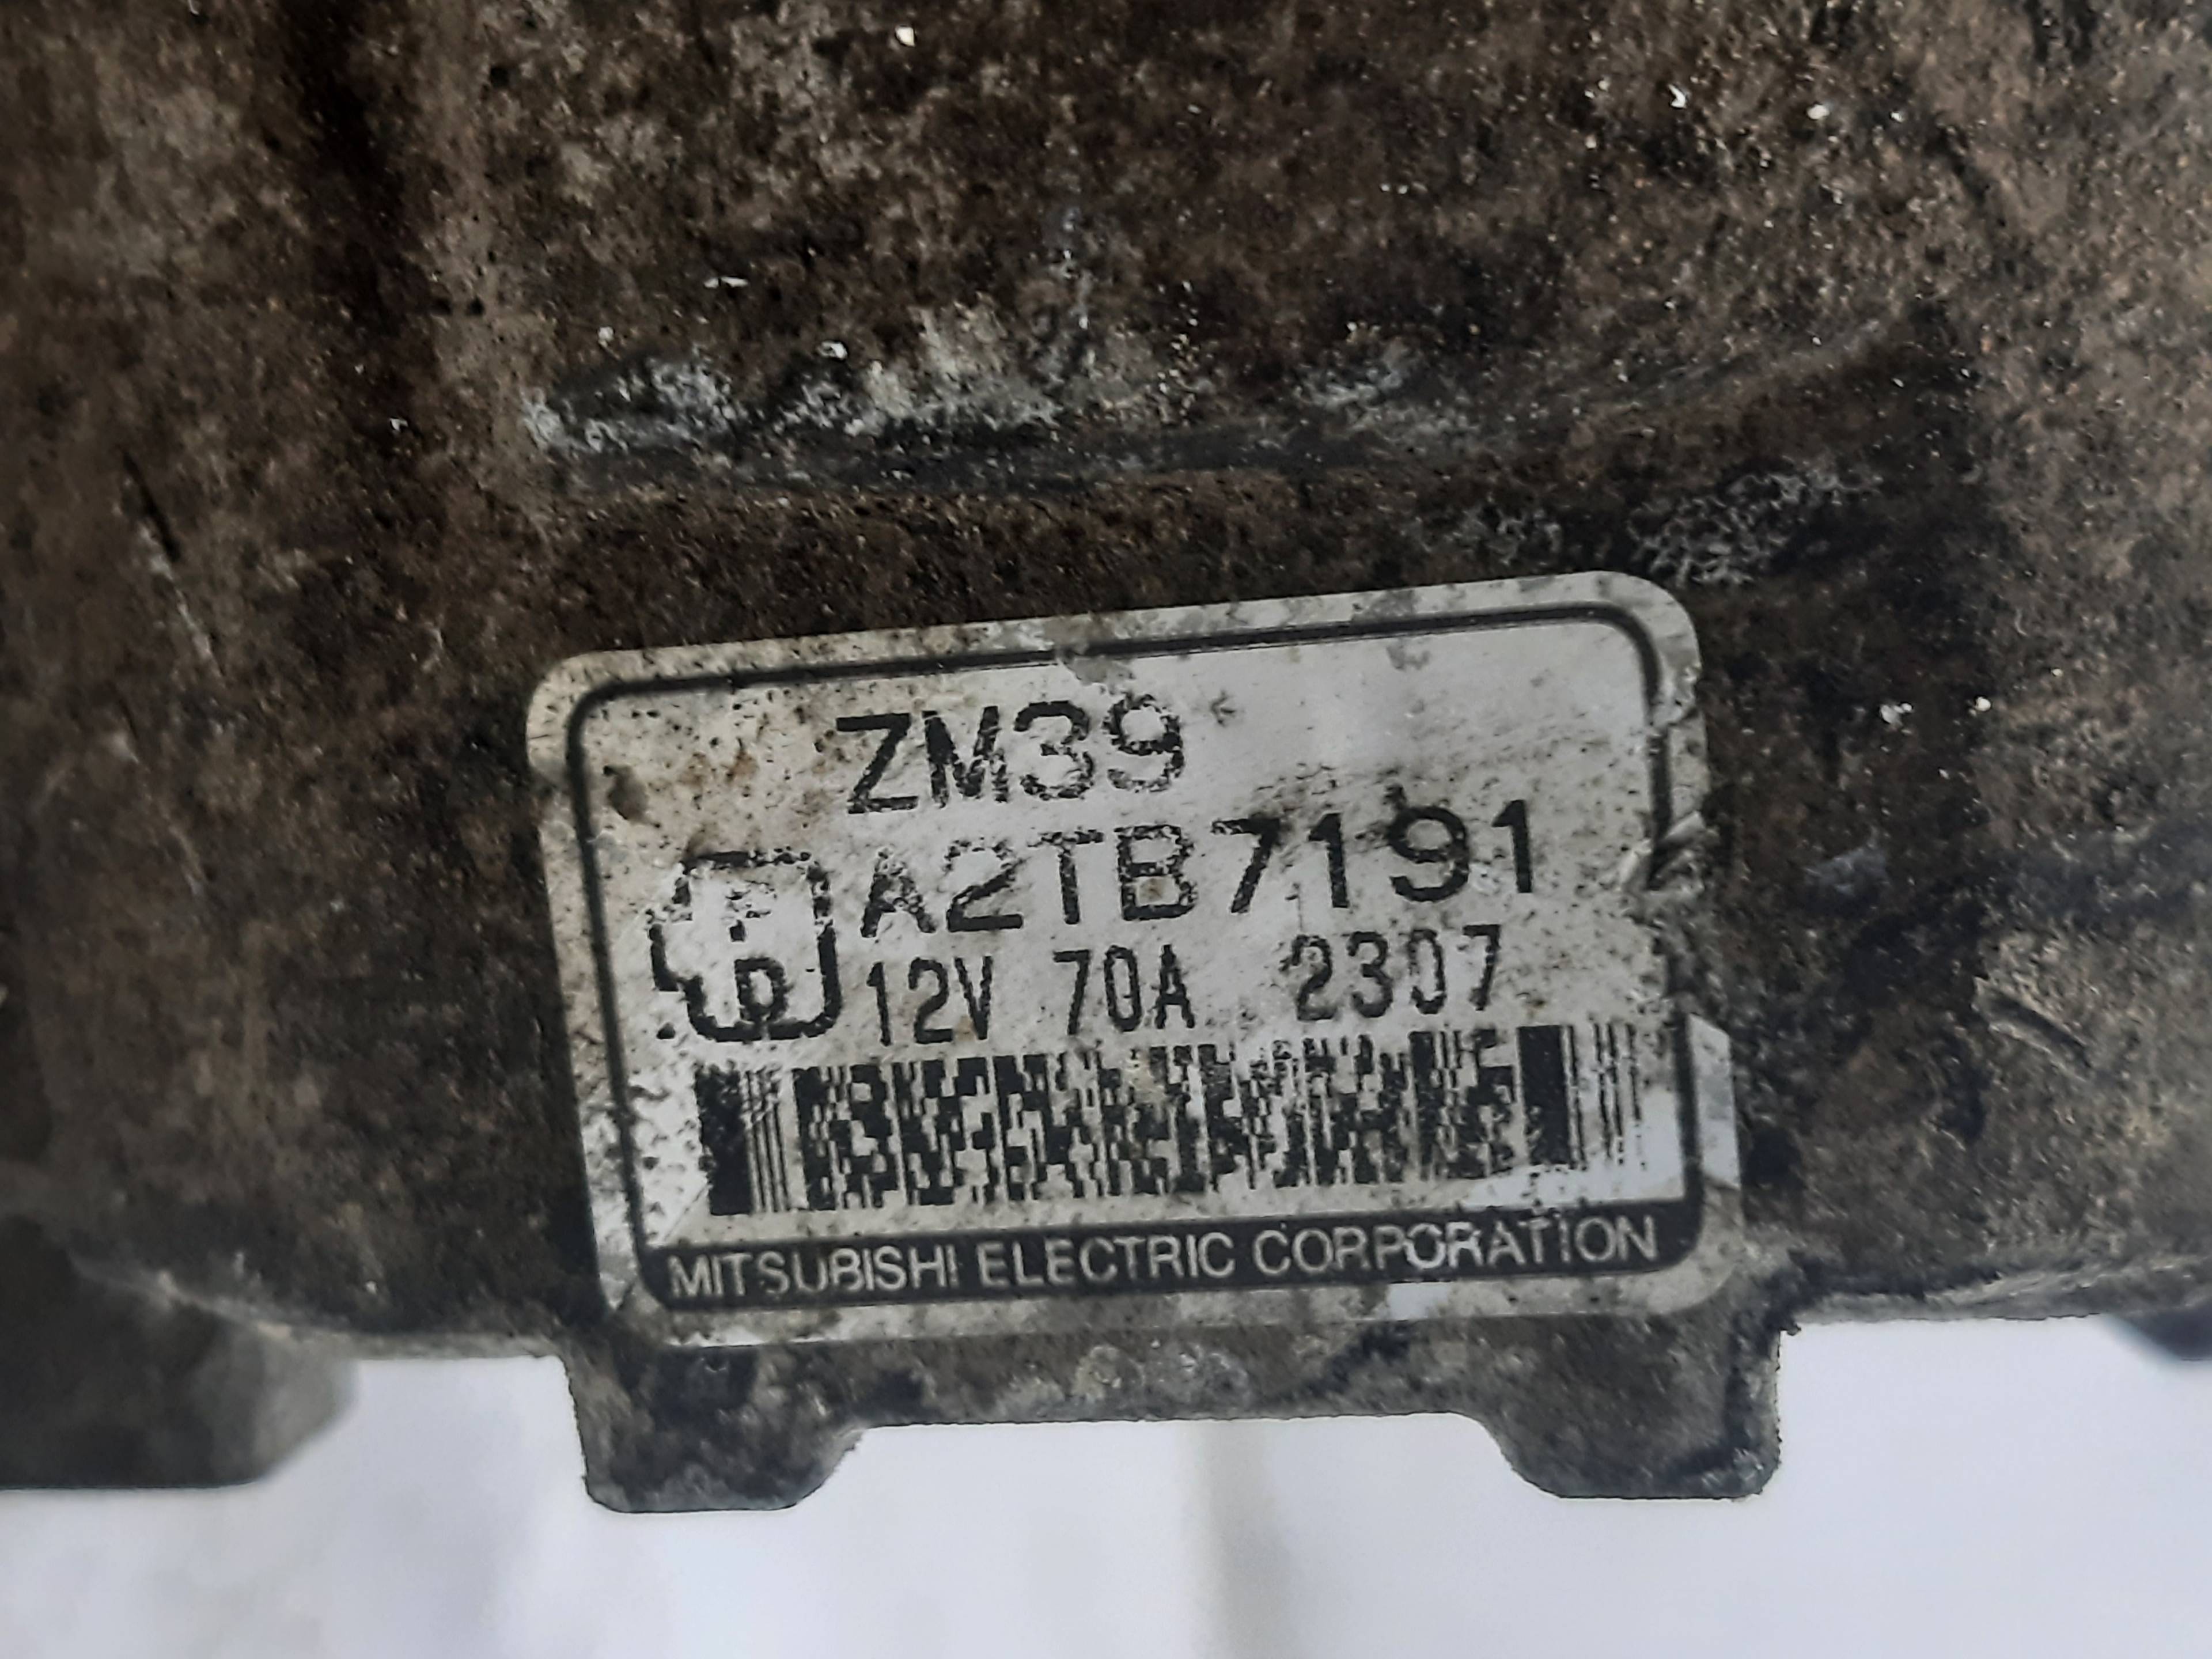 ZM39
A2TB7191
P
D
12V 70A 2307
MITSUBISHI ELECTRIC CORPORATION